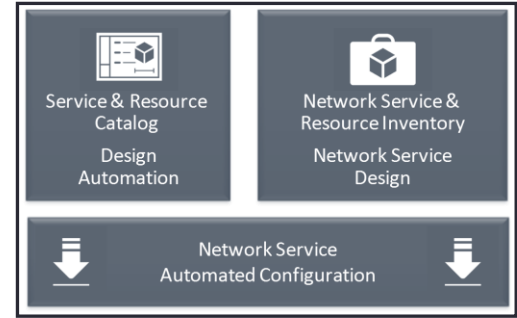 Service & Resource
Catalog
Design
Automation
Network Service &
Resource Inventory
Network Service
Design
Network Service
Automated Configuration